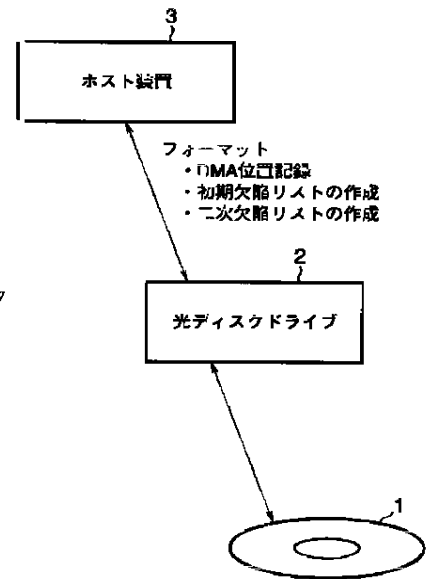 3
ホスト装置
フォーマット
・DMA位置記録
・初期欠陥リストの作成
・二次欠陥リストの作成
2
光ディスクドライブ
1